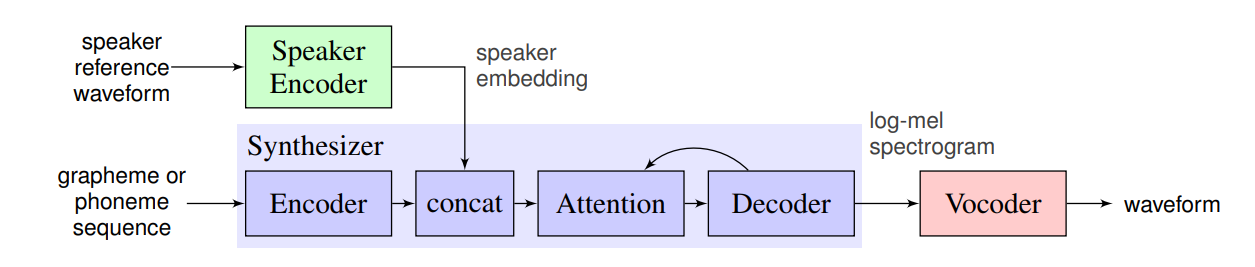 speaker
reference
waveform
Speaker
Encoder
speaker
embedding
Synthesizer
grapheme or
phoneme
sequence
Encoder
concat
Attention
Decoder
log-mel
spectrogram
Vocoder
waveform